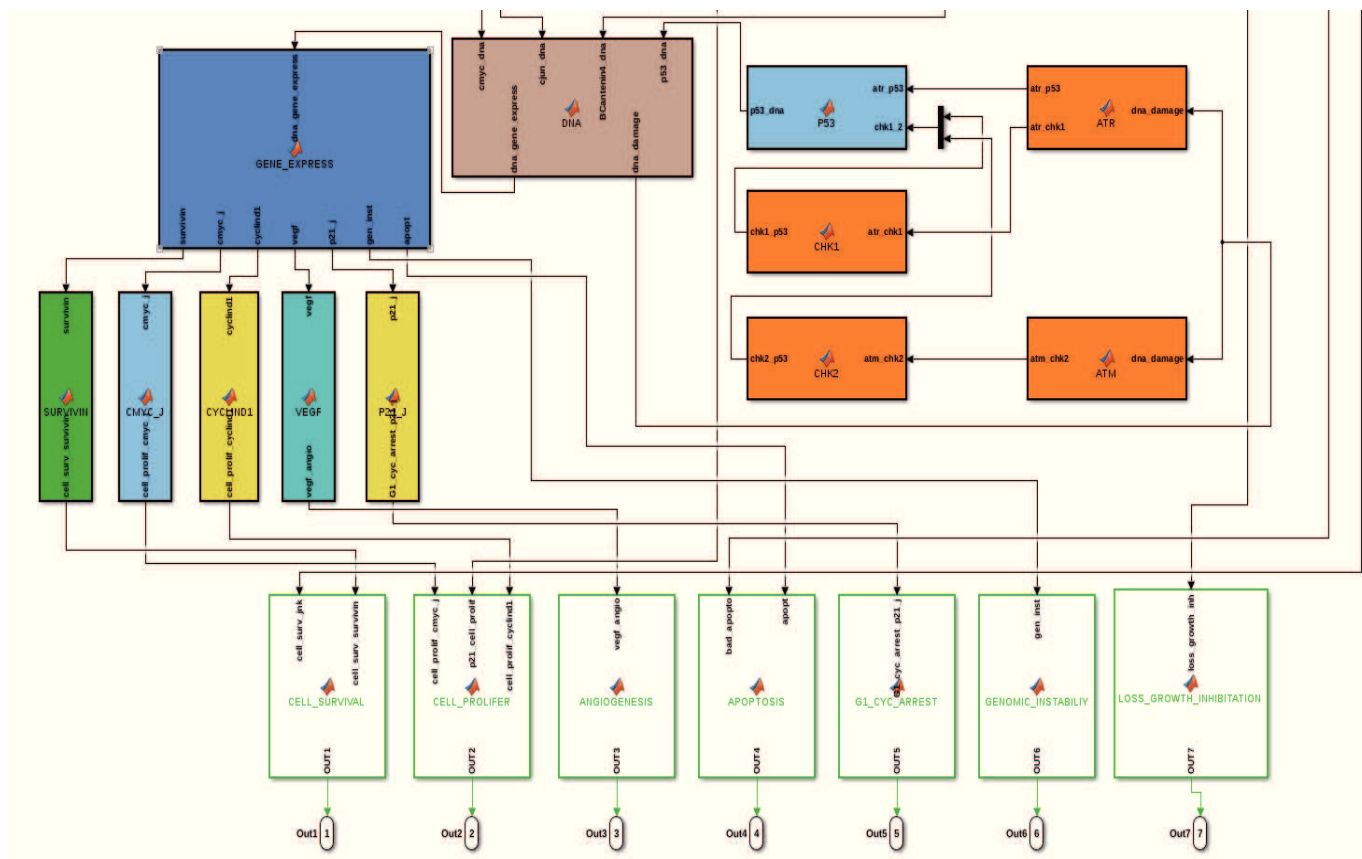 dna_gene_express
GENE_EXPRESS
survivin
cmyc_j
cyclind1
vegf
p21_j
gen_inst
apopt
cmyc_dna
cjun_dna
BCantenin4_dna
p53_dna
DNA
dna_gene_express
dna_damage
p53_dna
atr_p53
chk1_2
P53
atr_p53
atr_chk1
dna_damage
ATR
chk1_p53
atr_chk1
CHK1
chk2_p53
atm_chk2
CHK2
atm_chk2
dna_damage
ATM
survivin
SURVIVIN
cell_surv_survivin
cmyc_j
CMYC_J
cell_prolif_cmyc_j
cyclind1
CYCLIND1
cell_prolif_cyclind1
vegf
VEGF
vegf_angio
p21_j
P21_J
G1_cyc_arrest_p21_j
cell_surv_jnk
cell_surv_survivin
CELL_SURVIVAL
OUT1
cell_prolif_cmyc_j
p21_cell_prolif
cell_prolif_cyclind1
CELL_PROLIFER
OUT2
vegf_angio
ANGIOGENESIS
OUT3
bad_apopto
apopt
APOPTOSIS
OUT4
G1_cyc_arrest_p21_j
G1_CYC_ARREST
OUT5
gen_inst
GENOMIC_INSTABILIY
OUT6
loss_growth_inh
LOSS_GROWTH_INHIBITATION
OUT7
Out1 1
Out2 2
Out3 3
Out4 4
Out5 5
Out6 6
Out7 7